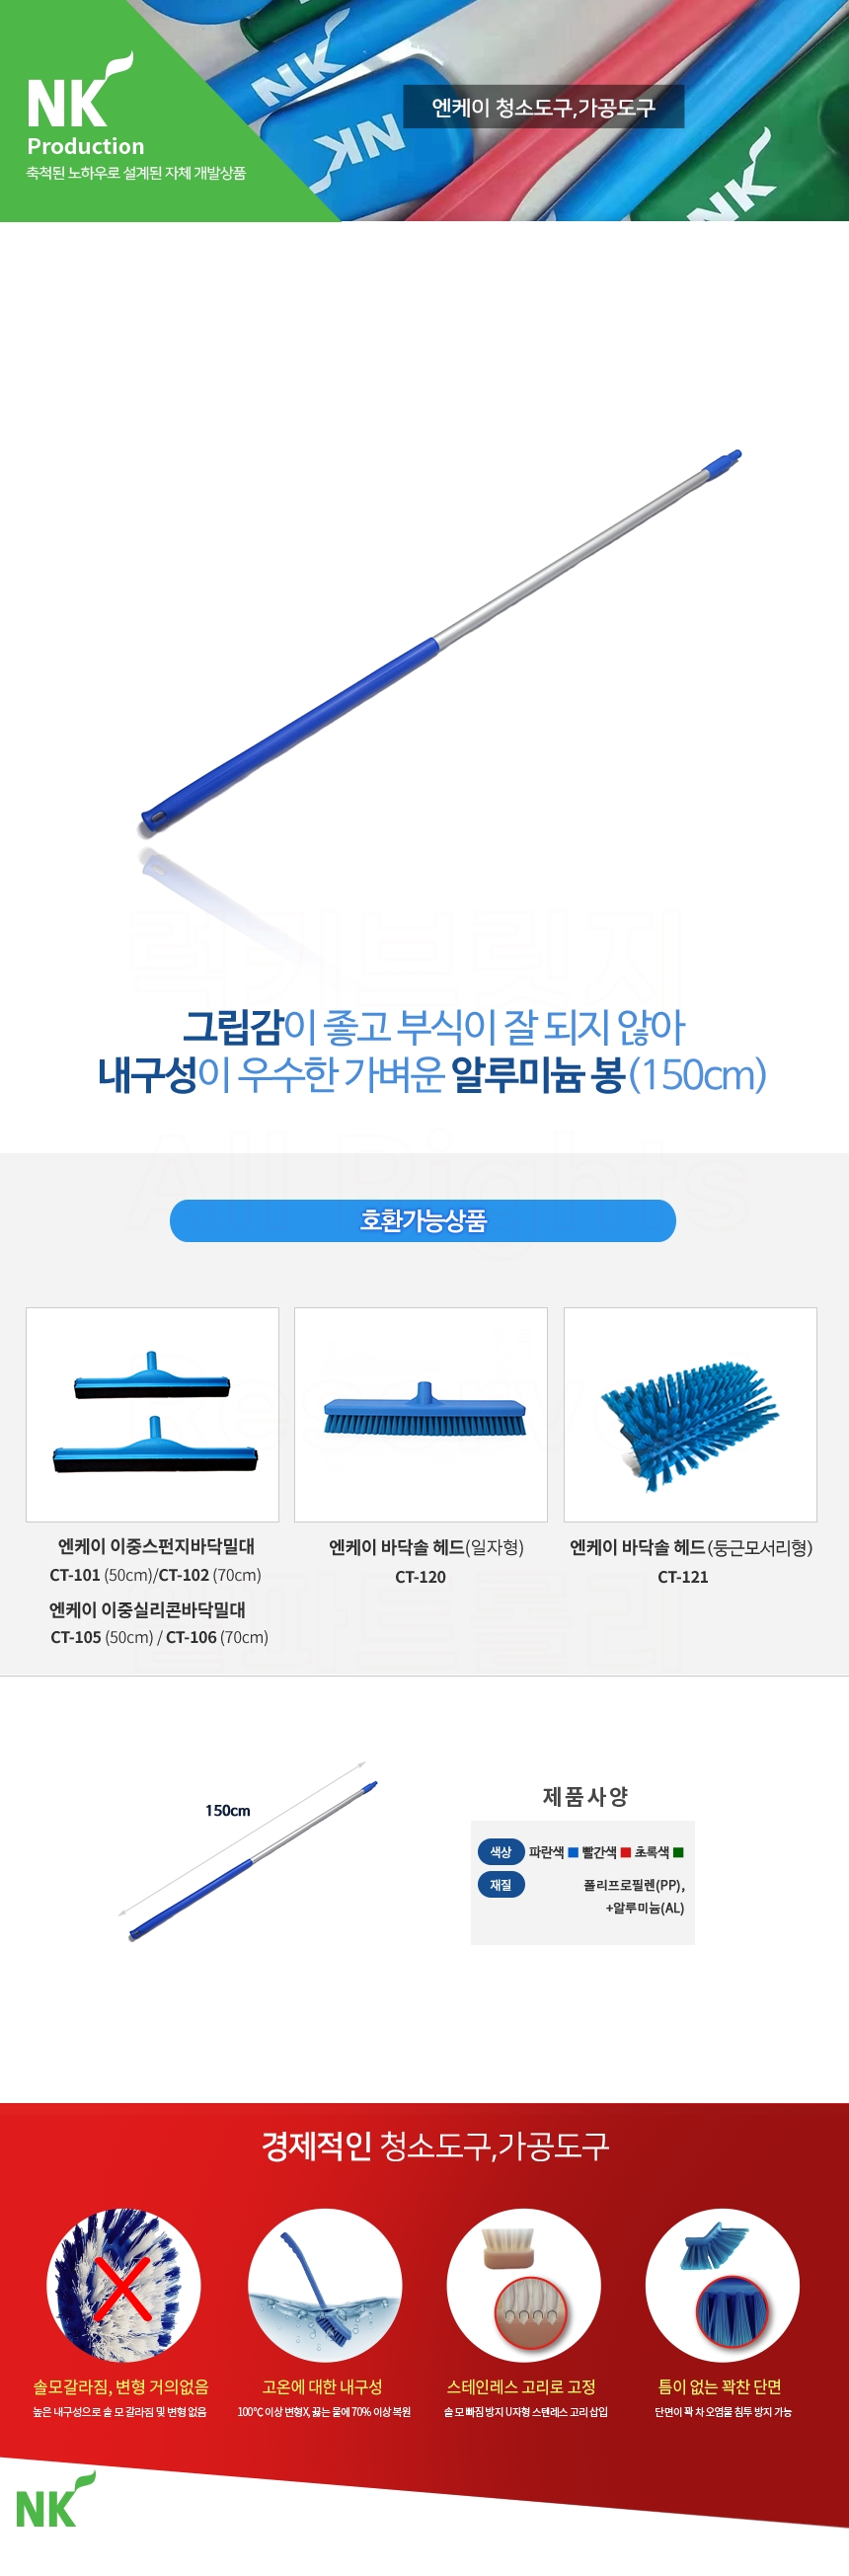 NK
Production
축척된 노하우로 설계된 자체 개발상품
엔케이 청소도구,가공도구
NK
NK
NK
그립감이 좋고 부식이 잘 되지 않아
내구성이 우수한 가벼운 알루미늄 봉(150cm)
All Rights
호환가능상품
엔케이 이중스펀지바닥밀대
CT-101 (50cm)/CT-102 (70cm)
엔케이 이중실리콘바닥밀대
CT-105 (50cm) / CT-106 (70cm)
엔케이 바닥솔 헤드(일자형)
CT-120
엔케이 바닥솔 헤드(둥근모서리형)
CT-121
150cm
제품사양
색상 파란색 빨간색 초록색
재질 폴리프로필렌(PP),
+알루미늄(AL)
경제적인 청소도구,가공도구
솔모갈라짐, 변형 거의없음
높은 내구성으로 솔 모 갈라짐 및 변형 없음
고온에 대한 내구성
100℃ 이상 변형X, 끓는 물에 70% 이상 복원
스테인레스 고리로 고정
솔 모 빠짐 방지 U자형 스텐레스 고리 삽입
틈이 없는 꽉찬 단면
단면이 꽉 차 오염물 침투 방지 가능
NK